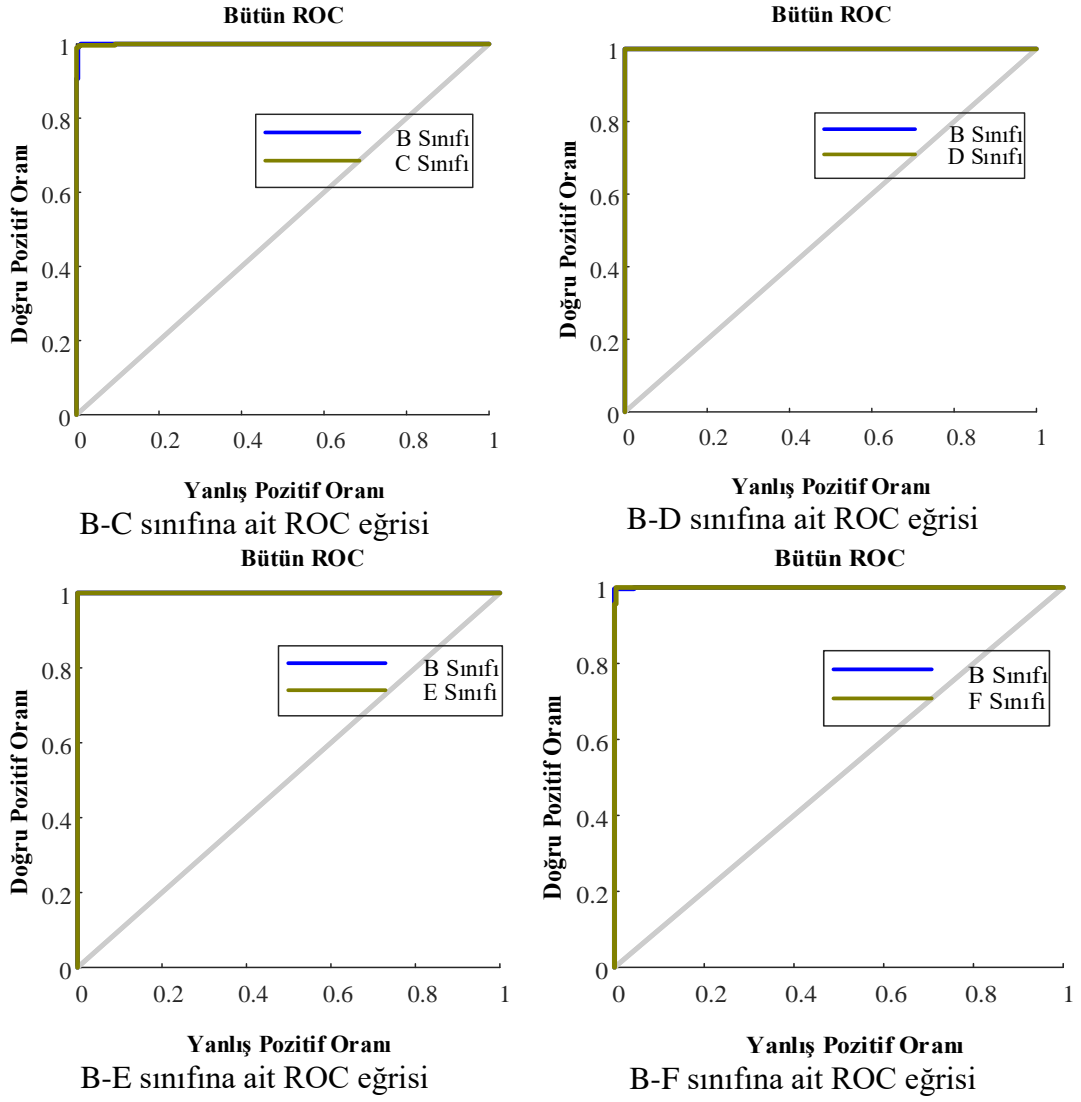 Bütün ROC
Doğru Pozitif Oranı
1
0.8
0.6
0.4
0.2
0
B Sınıfı
C Sınıfı
0 0.2 0.4 0.6 0.8 1
Yanlış Pozitif Oranı
B-C sınıfına ait ROC eğrisi
Bütün ROC
Doğru Pozitif Oranı
1
0.8
0.6
0.4
0.2
0
B Sınıfı
D Sınıfı
0 0.2 0.4 0.6 0.8 1
Yanlış Pozitif Oranı
B-D sınıfına ait ROC eğrisi
Bütün ROC
Doğru Pozitif Oranı
1
0.8
0.6
0.4
0.2
0
B Sınıfı
E Sınıfı
0 0.2 0.4 0.6 0.8 1
Yanlış Pozitif Oranı
B-E sınıfına ait ROC eğrisi
Bütün ROC
Doğru Pozitif Oranı
1
0.8
0.6
0.4
0.2
0
B Sınıfı
F Sınıfı
0 0.2 0.4 0.6 0.8 1
Yanlış Pozitif Oranı
B-F sınıfına ait ROC eğrisi